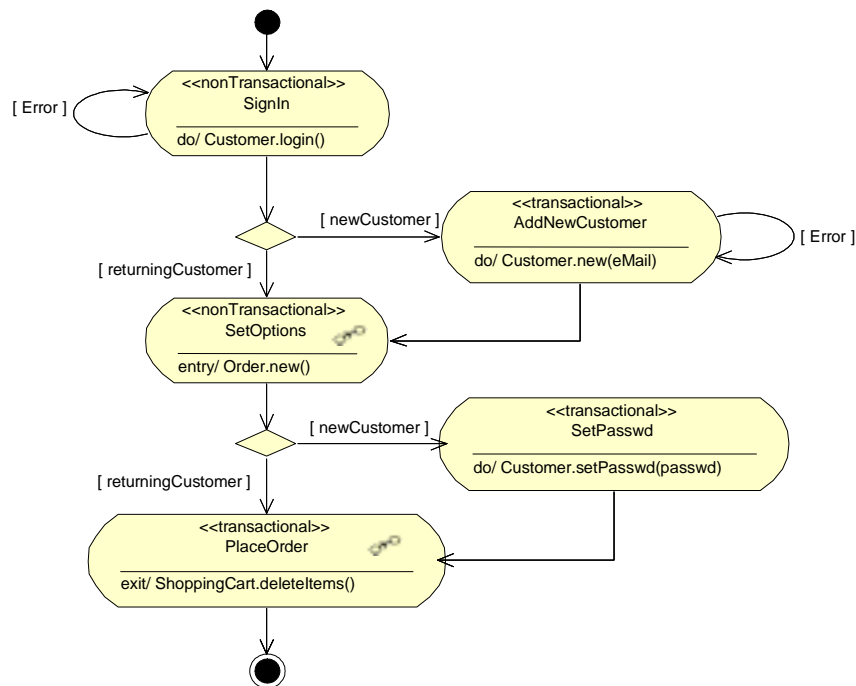 <<nonTransactional>>
SignIn
[ Error ]
do/ Customer.login()
[ newCustomer ]
<<transactional>>
AddNewCustomer
[ Error ]
do/ Customer.new(eMail)
[ returningCustomer ]
<<nonTransactional>>
SetOptions
entry/ Order.new()
[ newCustomer ]
<<transactional>>
SetPasswd
do/ Customer.setPasswd(passwd)
[ returningCustomer ]
<<transactional>>
PlaceOrder
exit/ ShoppingCart.deleteItems()